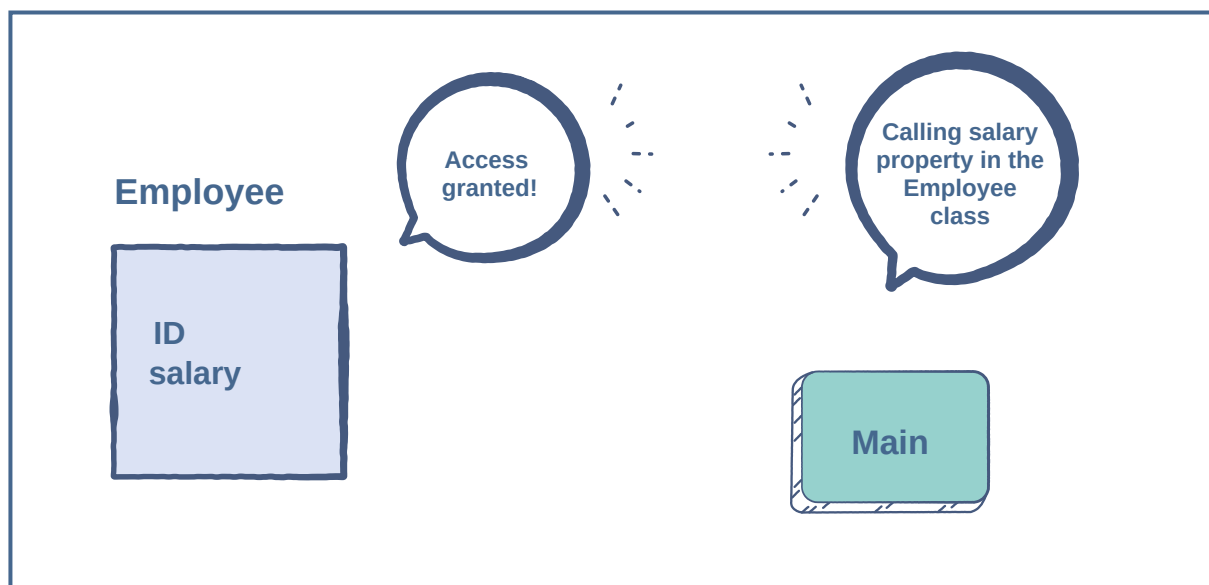 Employee
ID
salary
Access
granted!
Calling salary
property in the
Employee
class
Main